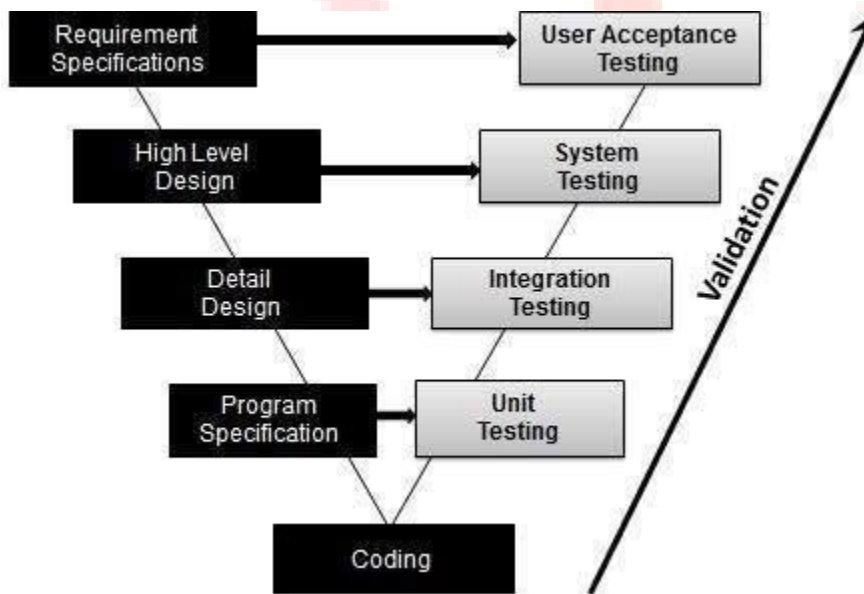 Requirement
Specifications
User Acceptance
Testing
High Level
Design
System
Testing
Detail
Design
Integration
Testing
Program
Specification
Unit
Testing
Coding
Validation